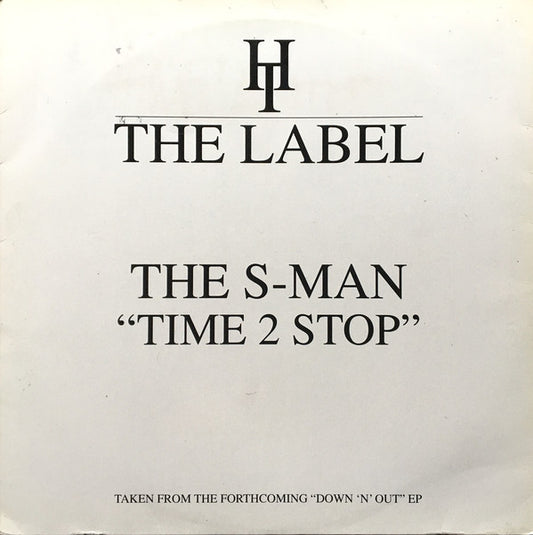 HT
THE LABEL
THE S-MAN
“TIME 2 STOP”
TAKEN FROM THE FORTHCOMING “DOWN ‘N’ OUT” EP